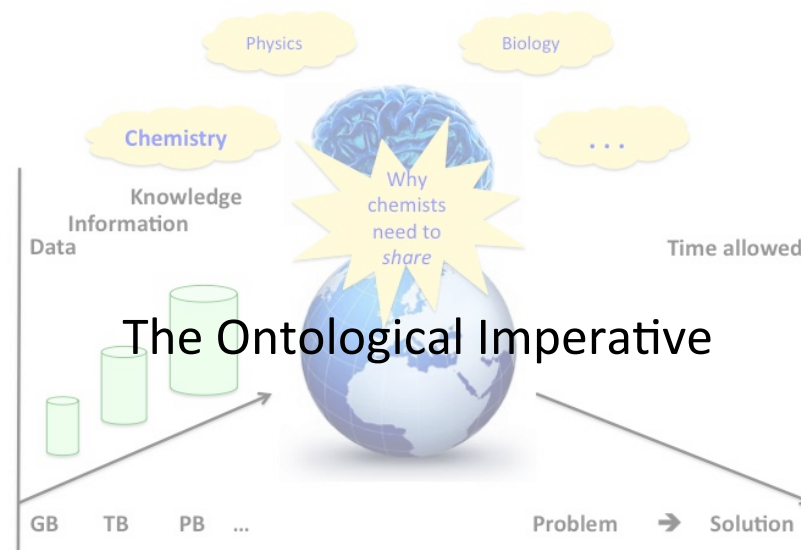 Physics
Biology
Chemistry
. . .
Why
chemists
need to
share
Knowledge
Information
Data
Time allowed
The Ontological Imperative
GB TB PB ...
Problem ➔ Solution